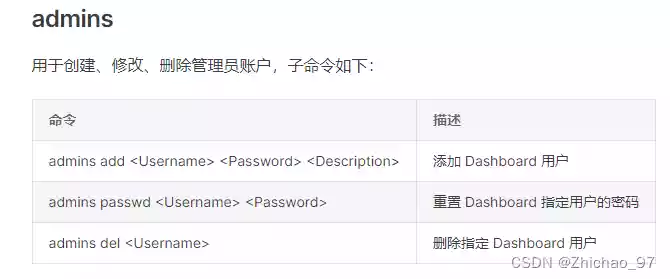 admins
用于创建、修改、删除管理员账户，子命令如下：
命令 描述
admins add <Username> <Password> <Description> 添加 Dashboard 用户
admins passwd <Username> <Password> 重置 Dashboard 指定用户的密码
admins del <Username> 删除指定 Dashboard 用户
CSDN @Zhichao_97